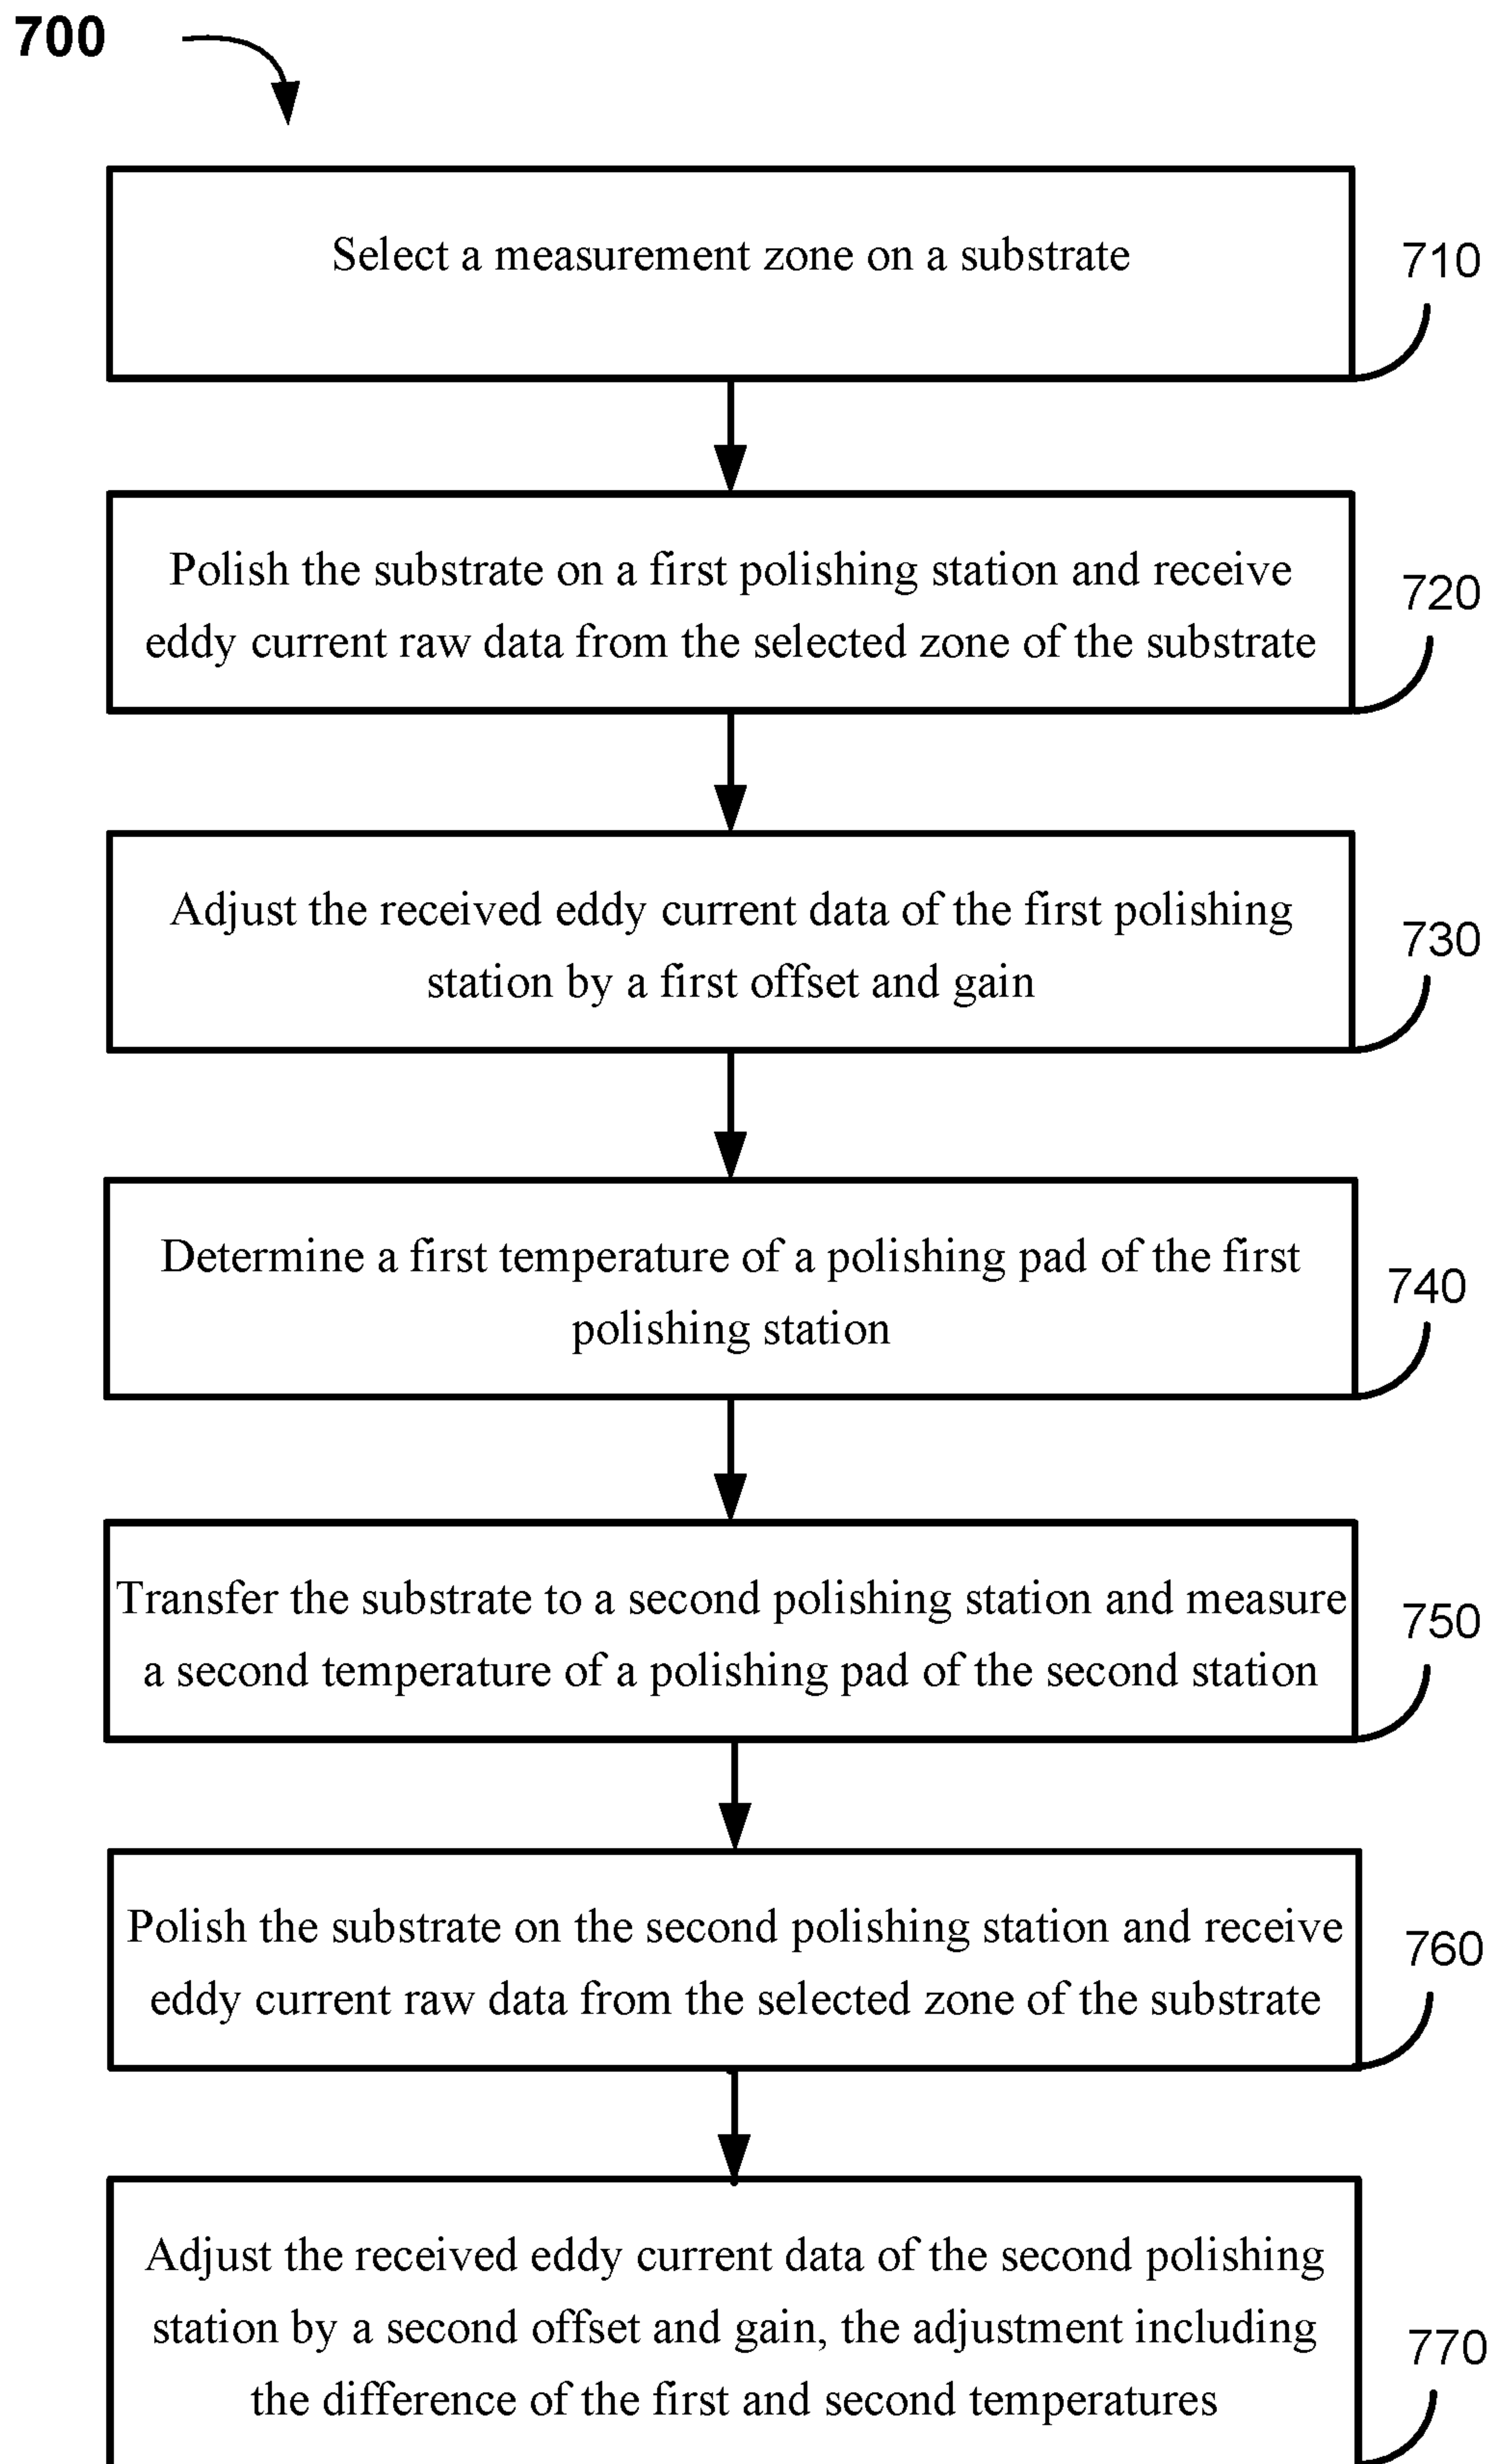 700
Select a measurement zone on a substrate
710
Polish the substrate on a first polishing station and receive
eddy current raw data from the selected zone of the substrate
720
Adjust the received eddy current data of the first polishing
station by a first offset and gain
730
Determine a first temperature of a polishing pad of the first
polishing station
740
Transfer the substrate to a second polishing station and measure
a second temperature of a polishing pad of the second station
750
Polish the substrate on the second polishing station and receive
eddy current raw data from the selected zone of the substrate
760
Adjust the received eddy current data of the second polishing
station by a second offset and gain, the adjustment including
the difference of the first and second temperatures
770